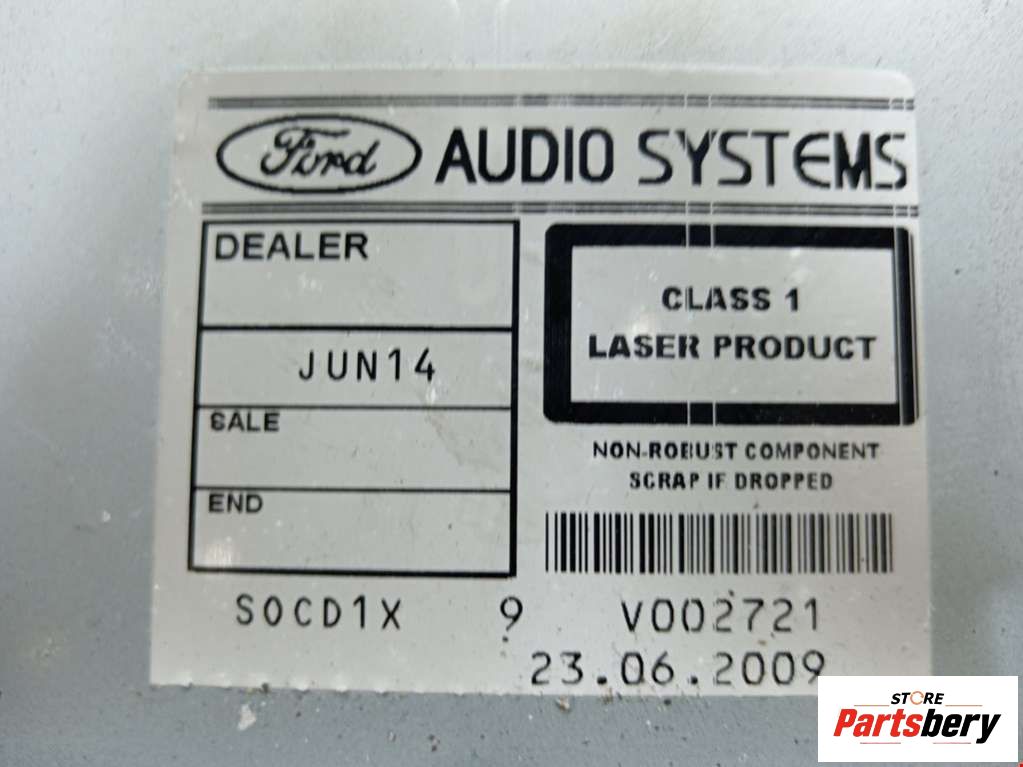 Ford AUDIO SYSTEMS
DEALER
JUN14
SALE
END
CLASS 1
LASER PRODUCT
NON-ROBUST COMPONENT
SCRAP IF DROPPED
SOCD1X 9 V002721
23.06.2009
STORE
Partsbery